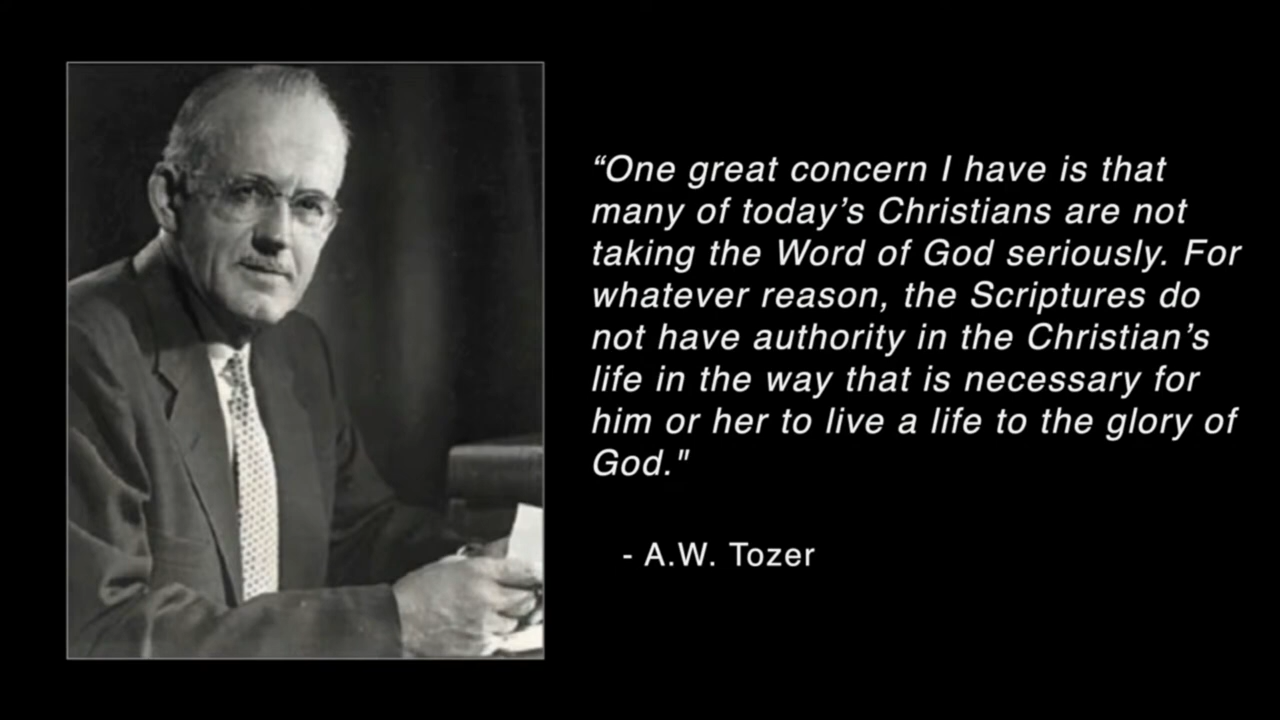 “One great concern I have is that
many of today’s Christians are not
taking the Word of God seriously. For
whatever reason, the Scriptures do
not have authority in the Christian’s
life in the way that is necessary for
him or her to live a life to the glory of
God."
- A.W. Tozer